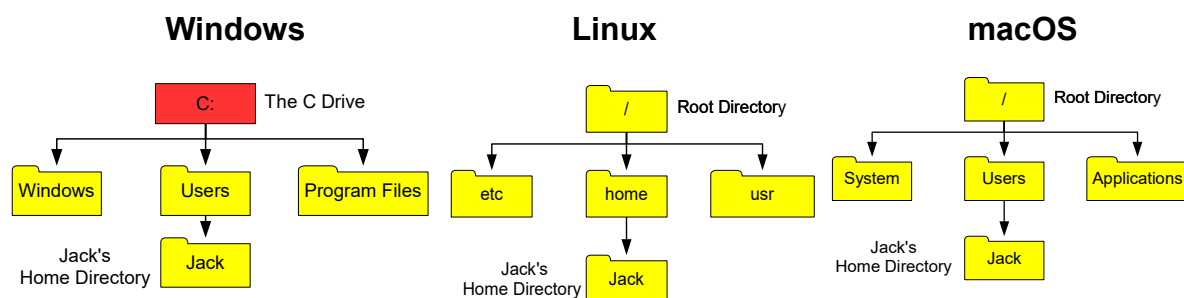 Windows
C:
The C Drive
Windows
Users
Program Files
Jack's
Home Directory
Jack
Linux
/
Root Directory
etc
home
usr
Jack's
Home Directory
Jack
macOS
/
Root Directory
System
Users
Applications
Jack's
Home Directory
Jack